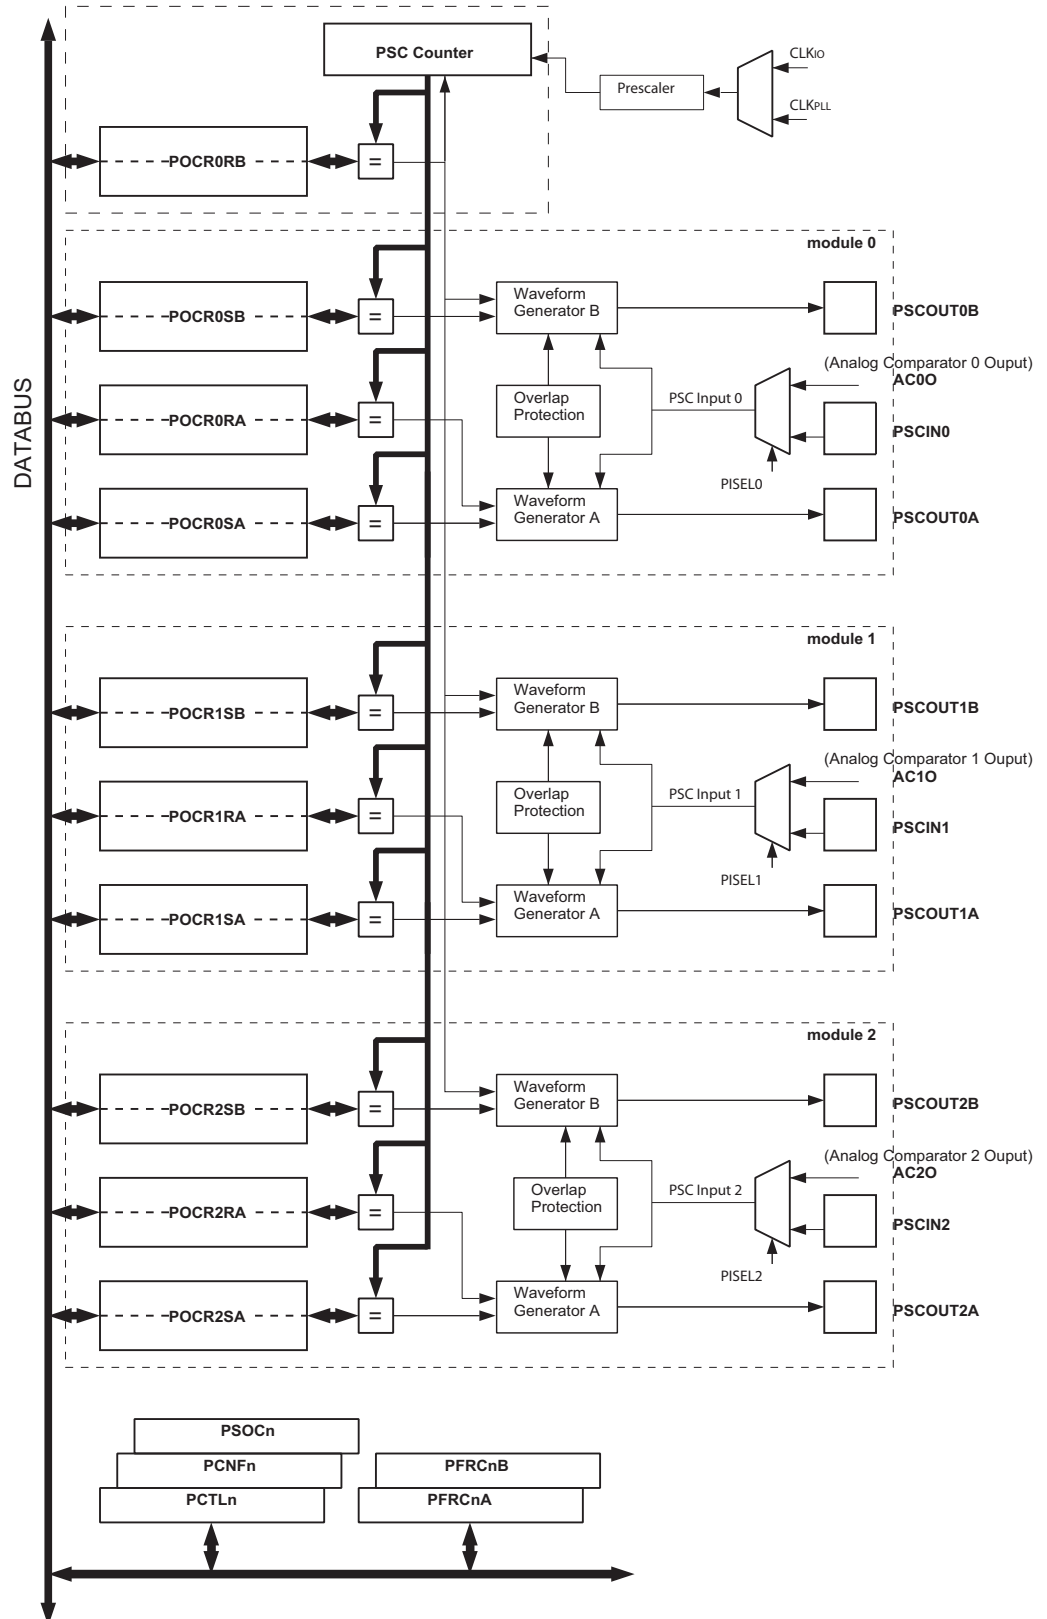 PSC Counter
CLKIO
Prescaler
CLKPLL
POCR0RB
=
module 0
POCR0SB
=
Waveform
Generator B
PSCOUT0B
(Analog Comparator 0 Ouput)
AC0O
Overlap
Protection
PSC Input 0
POCR0RA
=
PSCIN0
PISEL0
POCR0SA
=
Waveform
Generator A
PSCOUT0A
DATABUS
module 1
POCR1SB
=
Waveform
Generator B
PSCOUT1B
(Analog Comparator 1 Ouput)
AC1O
Overlap
Protection
PSC Input 1
POCR1RA
=
PSCIN1
PISEL1
POCR1SA
=
Waveform
Generator A
PSCOUT1A
module 2
POCR2SB
=
Waveform
Generator B
PSCOUT2B
(Analog Comparator 2 Ouput)
AC2O
Overlap
Protection
PSC Input 2
POCR2RA
=
PSCIN2
PISEL2
POCR2SA
=
Waveform
Generator A
PSCOUT2A
PSOCn
PCNFn
PFRCnB
PCTLn
PFRCnA